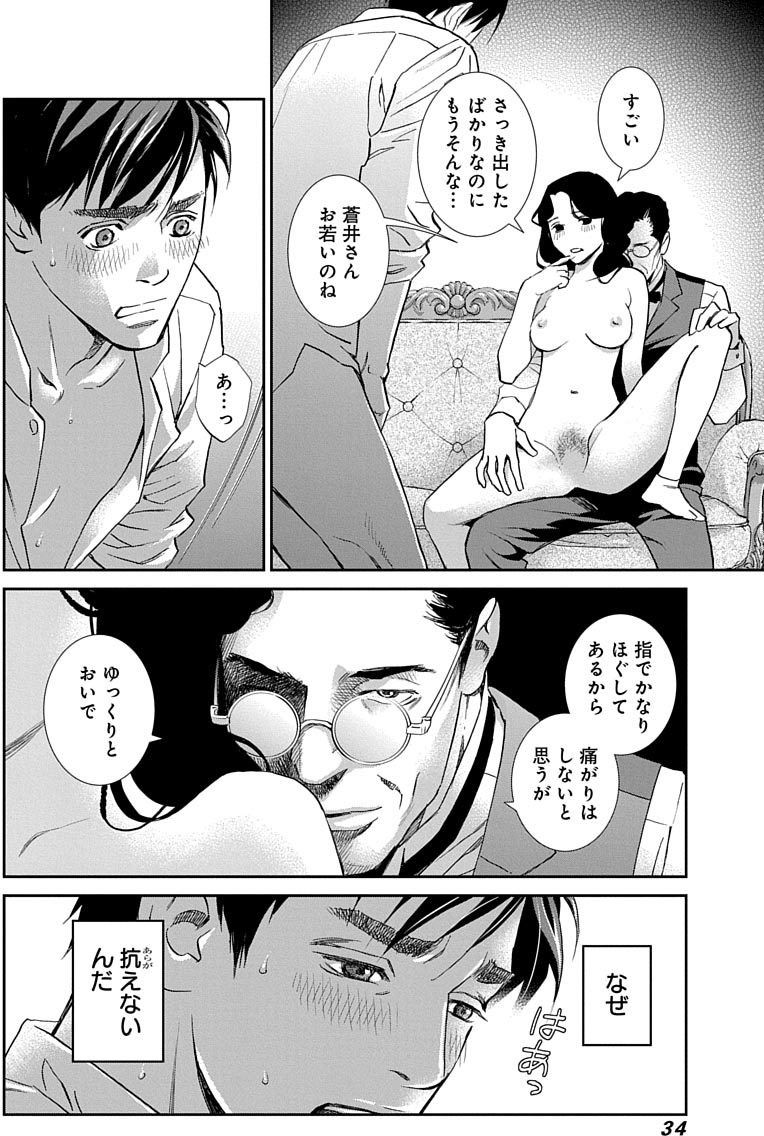 すごい
さっき出した
ばかりなのに
もうそんな…
蒼井さん
お若いのね
あ…っ
指でかなり
ほぐして
あるから
痛がりは
しないと
思うが
ゆっくりと
おいで
なぜ
はあっ
抗えない
あらが
んだ
34